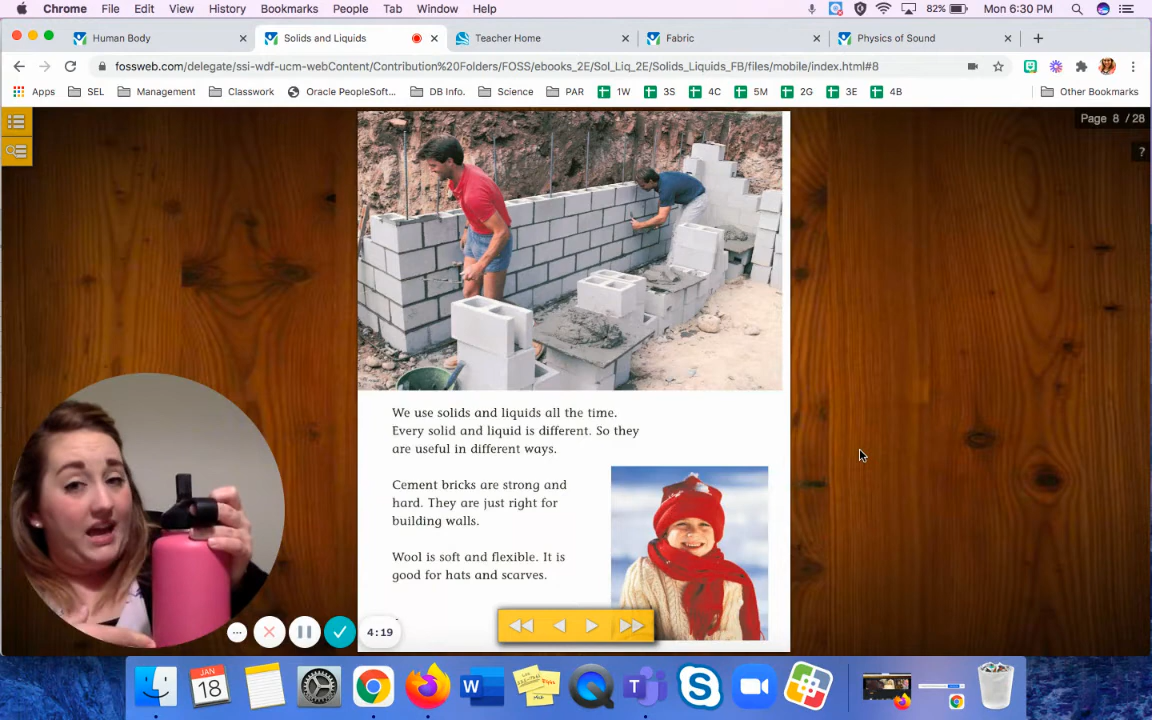 Chrome File Edit View History Bookmarks People Tab Window Help 82% Mon 6:30 PM
Human Body Solids and Liquids Teacher Home Fabric Physics of Sound
fossweb.com/delegate/ssi-wdf-ucm-webContent/Contribution%20Folders/FOSS/ebooks_2E/Sol_Liq_2E/Solids_Liquids_FB/files/mobile/index.html#8
Apps SEL Management Classwork Oracle PeopleSoft... DB Info. Science PAR 1W 3S 4C 5M 2G 3E 4B Other Bookmarks
Page 8 / 28
?
We use solids and liquids all the time.
Every solid and liquid is different. So they
are useful in different ways.
Cement bricks are strong and
hard. They are just right for
building walls.
Wool is soft and flexible. It is
good for hats and scarves.
4:19
JAN
18